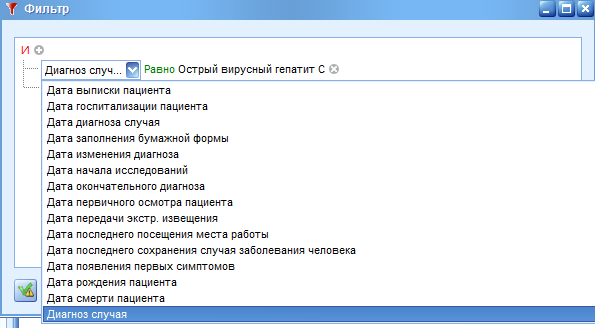 Фильтр
И
Диагноз случ... Равно Острый вирусный гепатит С
Дата выписки пациента
Дата госпитализации пациента
Дата диагноза случая
Дата заполнения бумажной формы
Дата изменения диагноза
Дата начала исследований
Дата окончательного диагноза
Дата первичного осмотра пациента
Дата передачи экстр. извещения
Дата последнего посещения места работы
Дата последнего сохранения случая заболевания человека
Дата появления первых симптомов
Дата рождения пациента
Дата смерти пациента
Диагноз случая